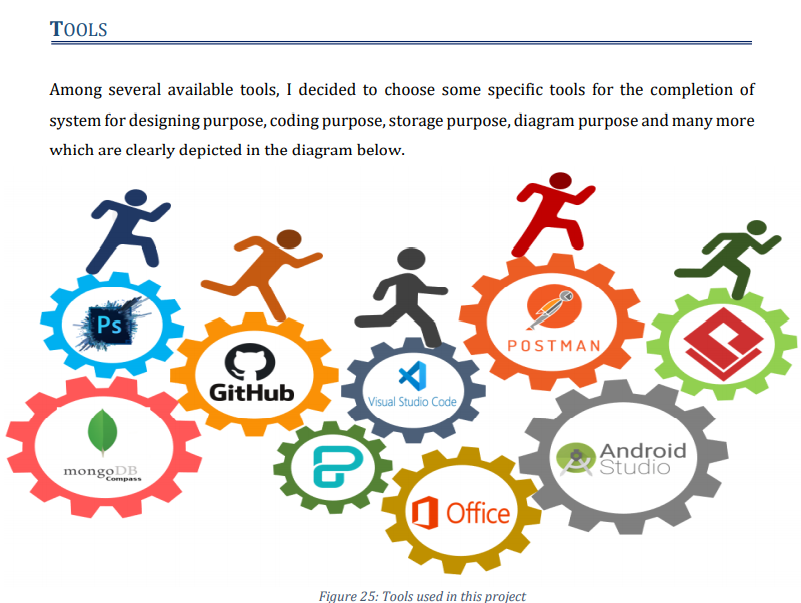 TOOLS
Among several available tools, I decided to choose some specific tools for the completion of
system for designing purpose, coding purpose, storage purpose, diagram purpose and many more
which are clearly depicted in the diagram below.
Ps
GitHub
Visual Studio Code
POSTMAN
mongoDB
Compass
Office
Android
Studio
Figure 25: Tools used in this project